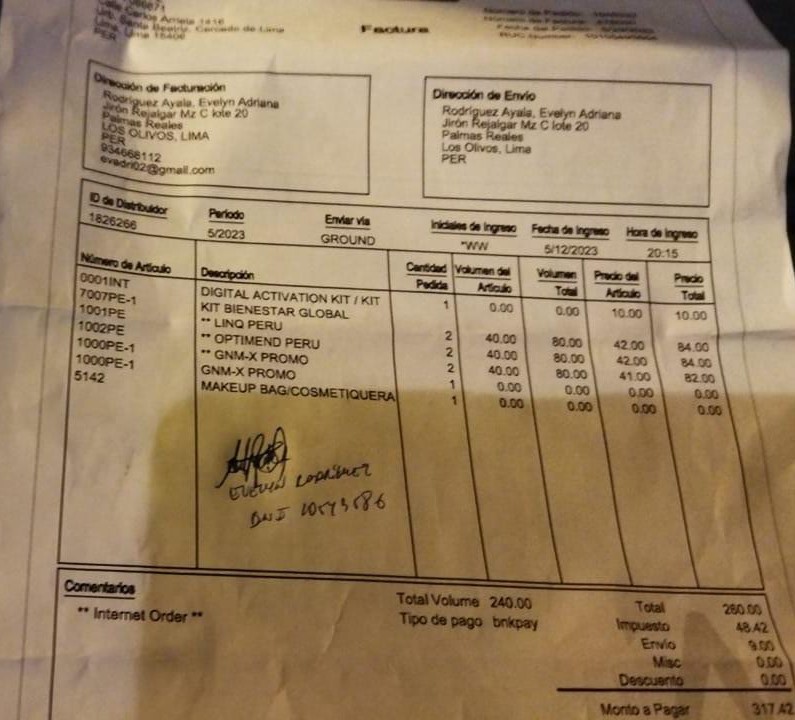 Factura
Dirección de Facturación
Rodríguez Ayala, Evelyn Adriana
Jirón Rejalgar Mz C lote 20
Palmas Reales
LOS OLIVOS, LIMA
PER
934668112
evadri02@gmail.com
Dirección de Envío
Rodríguez Ayala, Evelyn Adriana
Jirón Rejalgar Mz C lote 20
Palmas Reales
Los Olivos, Lima
PER
ID de Distribuidor Período Enviar vía Iniciales de Ingreso Fecha de Ingreso Hora de Ingreso
1826266 5/2023 GROUND *WW 5/12/2023 20:15
Número de Artículo Descripción Cantidad Pedida Volumen del Artículo Volumen Total Precio del Artículo Precio Total
0001INT DIGITAL ACTIVATION KIT / KIT 1 0.00 0.00 10.00 10.00
7007PE-1 KIT BIENESTAR GLOBAL
1001PE ** LINQ PERU 2 40.00 80.00 42.00 84.00
1002PE ** OPTIMEND PERU 2 40.00 80.00 42.00 84.00
1000PE-1 ** GNM-X PROMO 2 40.00 80.00 41.00 82.00
1000PE-1 GNM-X PROMO 1 0.00 0.00 0.00 0.00
5142 MAKEUP BAG/COSMETIQUERA 1 0.00 0.00 0.00 0.00
EVELYN RODRÍGUEZ
DNI
Comentarios
** Internet Order **
Total Volume 240.00
Tipo de pago bnkpay
Total 260.00
Impuesto 48.42
Envío 9.00
Misc 0.00
Descuento 0.00
Monto a Pagar 317.42